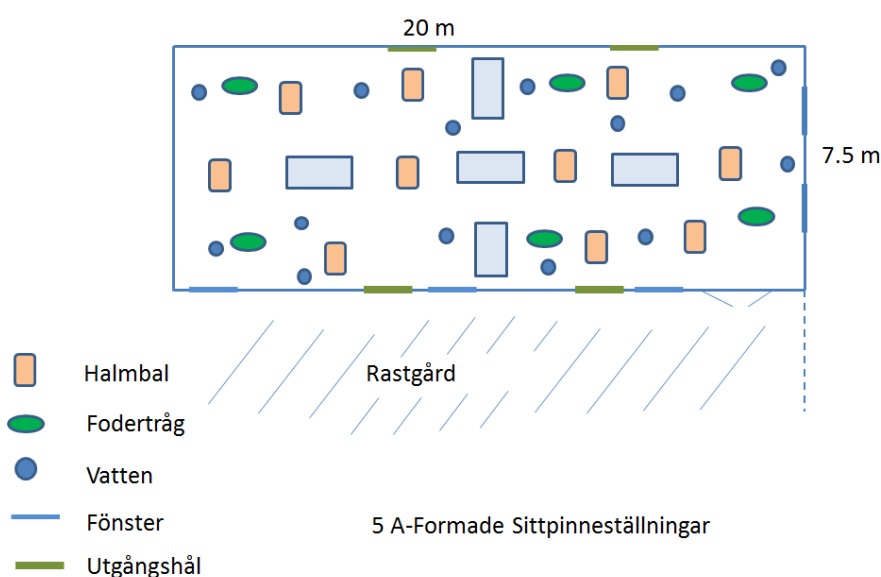 20 m
7.5 m
Rastgård
Halmbal
Fodertråg
Vatten
Fönster
5 A-Formade Sittpinneställningar
Utgångshål